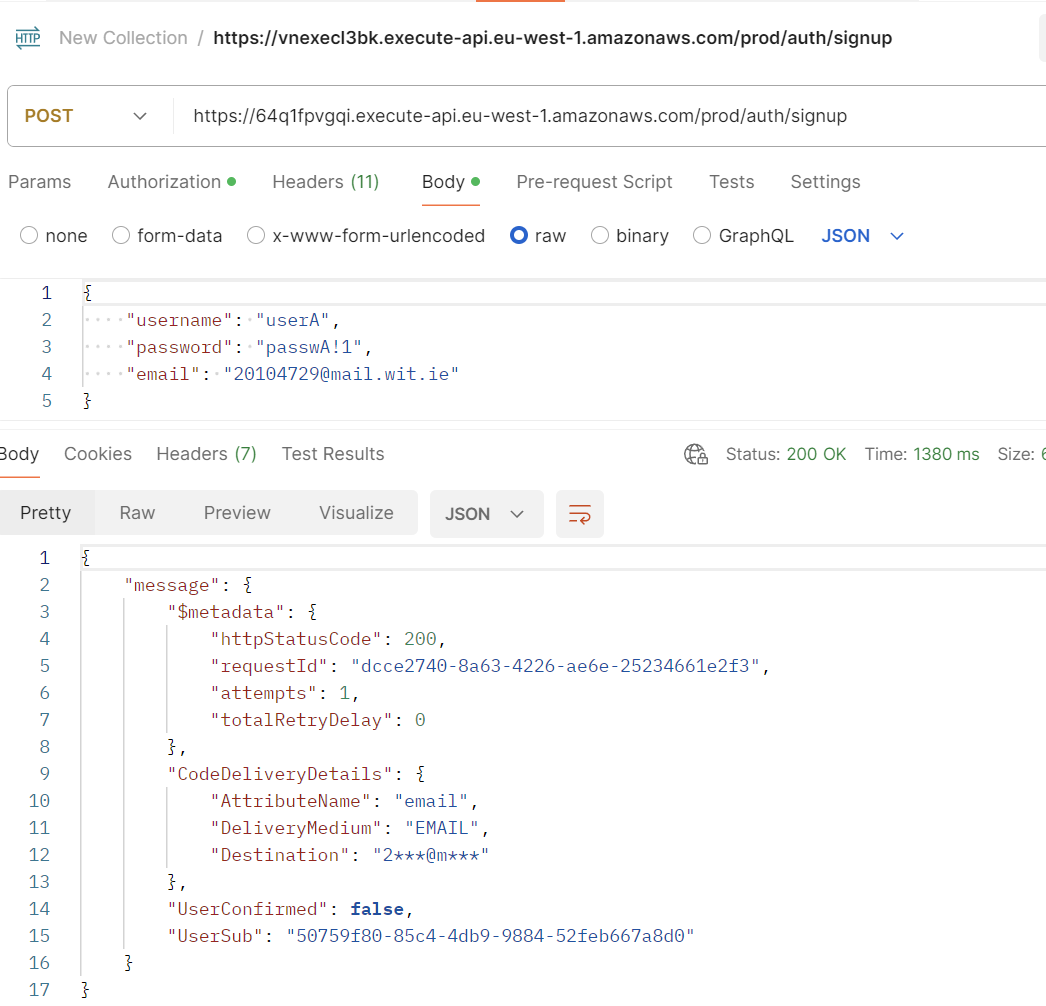 HTTP New Collection / https://vnexecl3bk.execute-api.eu-west-1.amazonaws.com/prod/auth/signup
POST https://64q1fpvgqi.execute-api.eu-west-1.amazonaws.com/prod/auth/signup
Params Authorization Headers (11) Body Pre-request Script Tests Settings
none form-data x-www-form-urlencoded raw binary GraphQL JSON
1 {
2 ····"username":·"userA",
3 ····"password":·"passwA!1",
4 ····"email":·"20104729@mail.wit.ie"
5 }
Body Cookies Headers (7) Test Results Status: 200 OK Time: 1380 ms Size:
Pretty Raw Preview Visualize JSON
1 {
2 "message": {
3 "$metadata": {
4 "httpStatusCode": 200,
5 "requestId": "dcce2740-8a63-4226-ae6e-25234661e2f3",
6 "attempts": 1,
7 "totalRetryDelay": 0
8 },
9 "CodeDeliveryDetails": {
10 "AttributeName": "email",
11 "DeliveryMedium": "EMAIL",
12 "Destination": "2***@m***"
13 },
14 "UserConfirmed": false,
15 "UserSub": "50759f80-85c4-4db9-9884-52feb667a8d0"
16 }
17 }